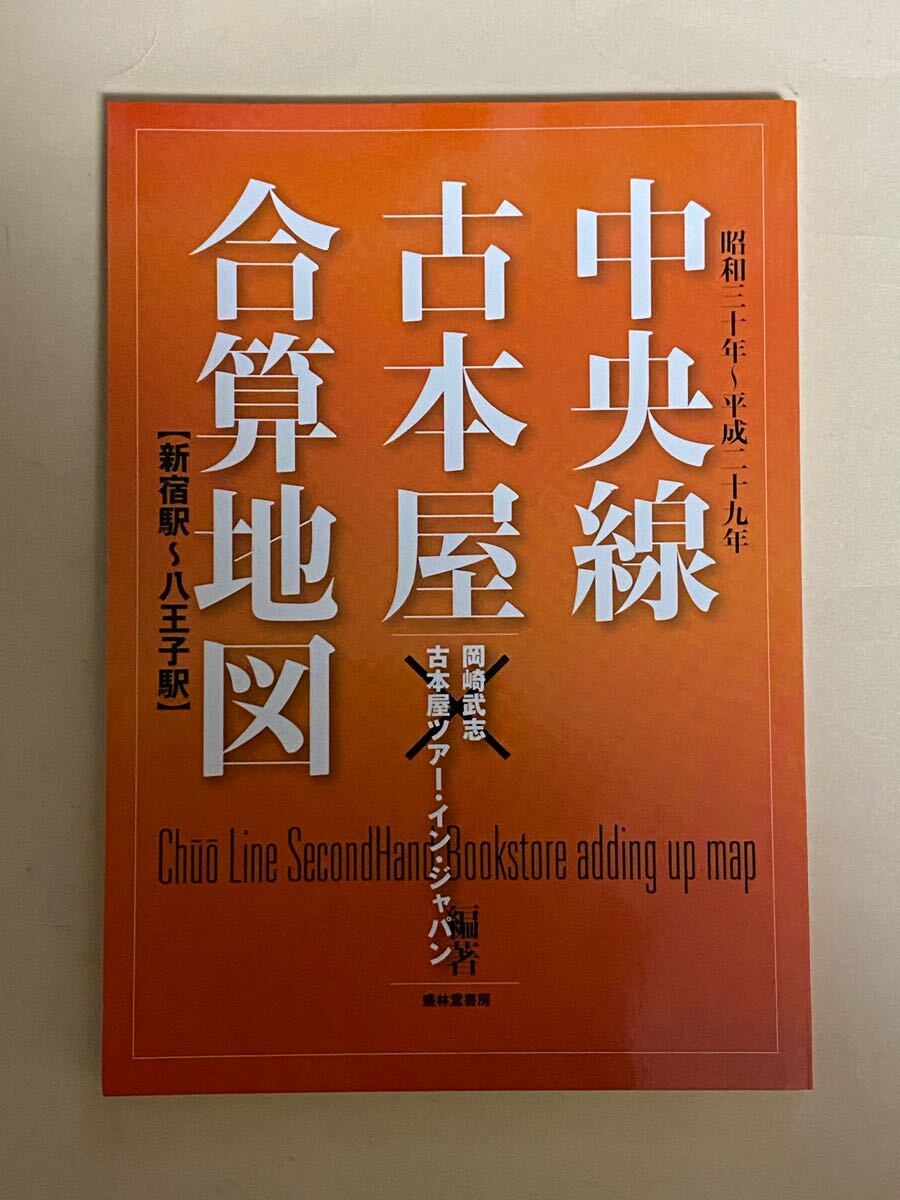 昭和三十年～平成二十九年
中央線
古本屋
合算地図
【新宿駅～八王子駅】
岡崎武志
×
古本屋ツアー・イン・ジャパン
編著
Chūō Line SecondHand Bookstore adding up map
盛林堂書房